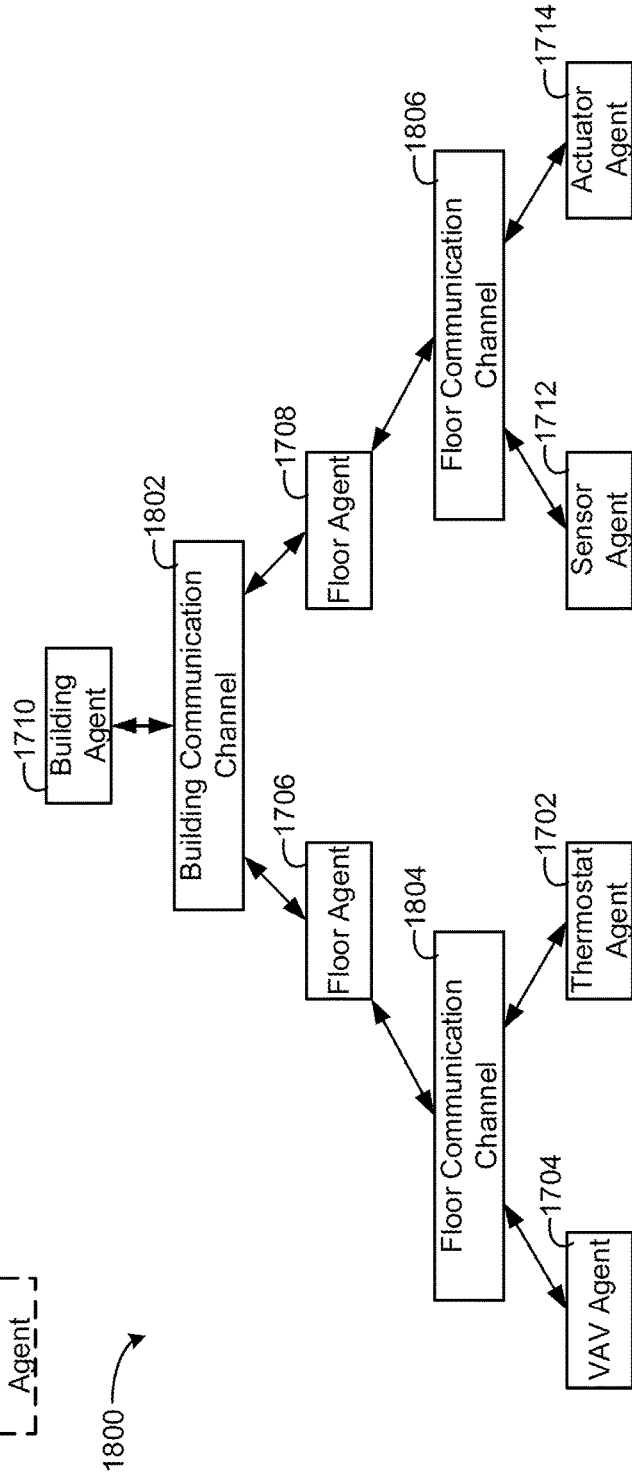 Agent
1800
1710
Building
Agent
1802
Building Communication
Channel
1706
Floor Agent
1708
Floor Agent
1804
Floor Communication
Channel
1806
Floor Communication
Channel
1704
VAV Agent
1702
Thermostat
Agent
1712
Sensor
Agent
1714
Actuator
Agent